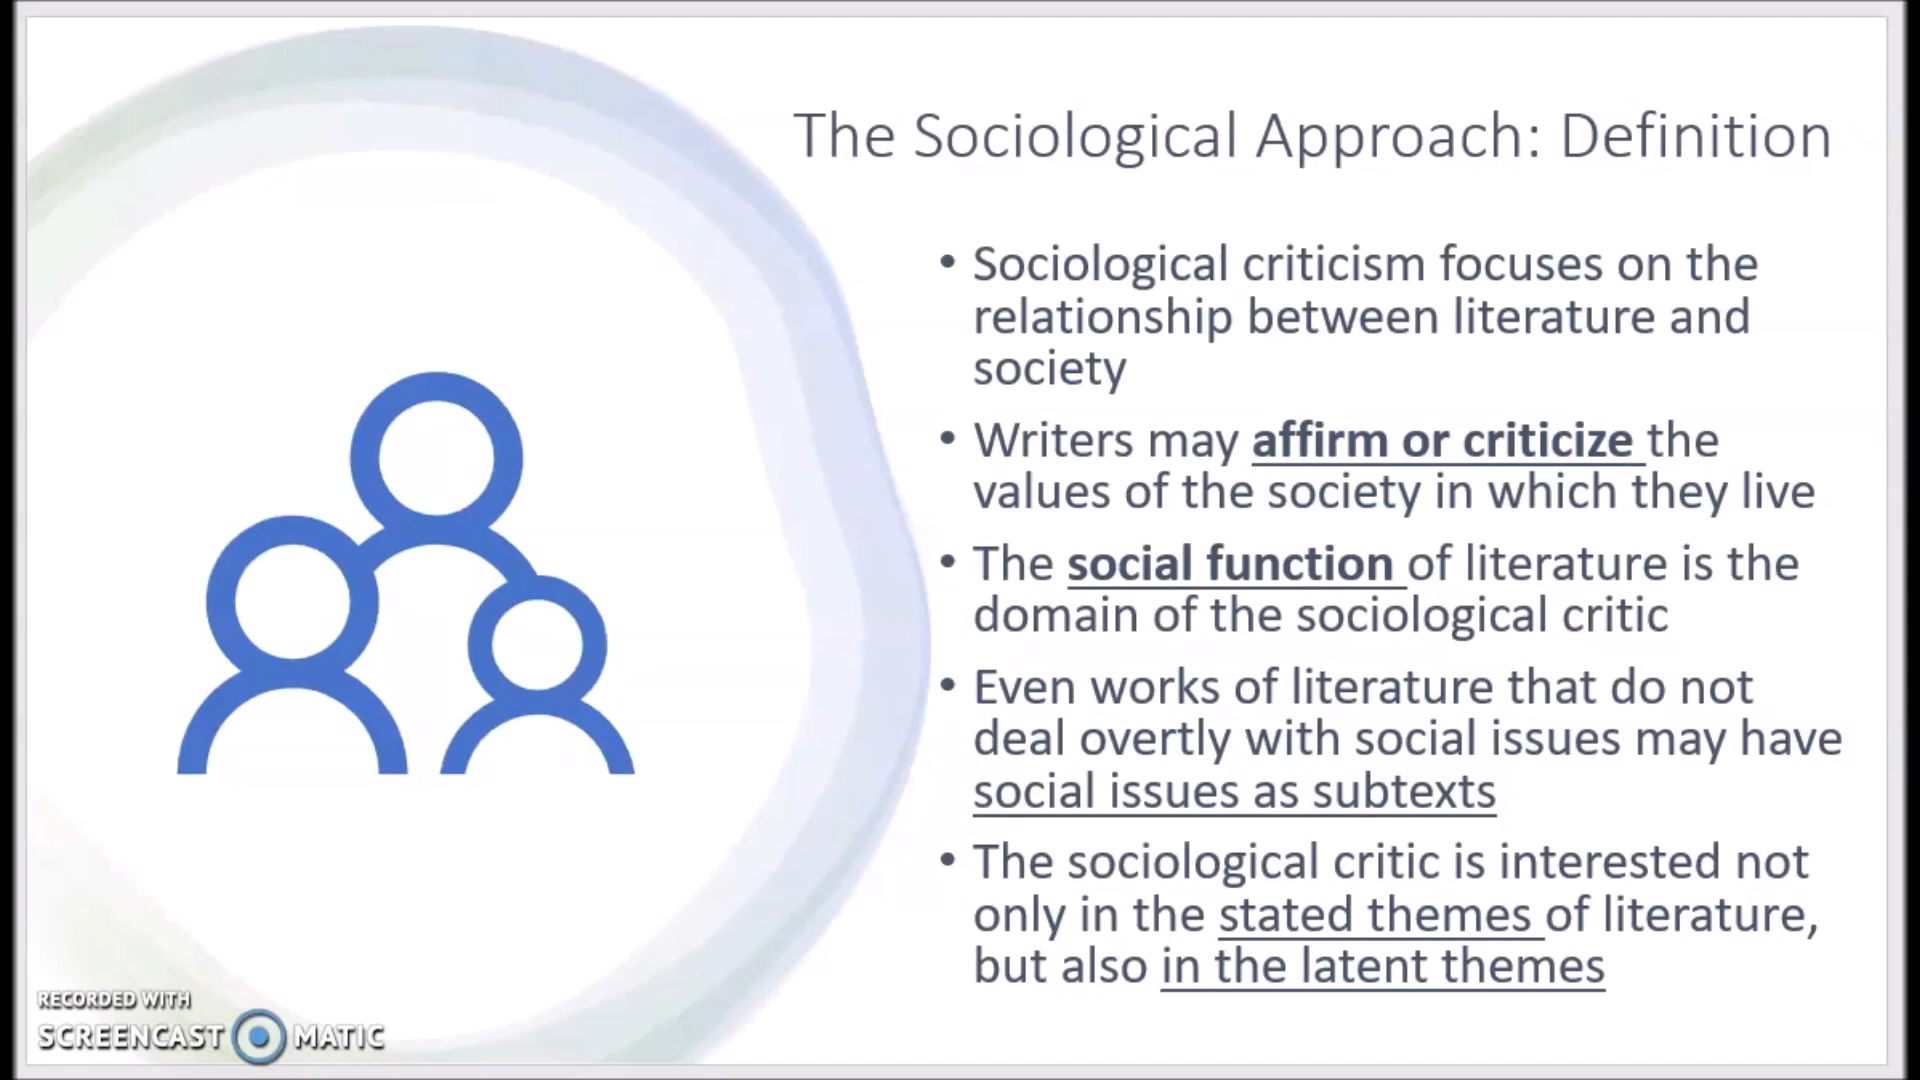 The Sociological Approach: Definition
• Sociological criticism focuses on the
relationship between literature and
society
• Writers may affirm or criticize the
values of the society in which they live
• The social function of literature is the
domain of the sociological critic
• Even works of literature that do not
deal overtly with social issues may have
social issues as subtexts
• The sociological critic is interested not
only in the stated themes of literature,
but also in the latent themes
RECORDED WITH
SCREENCAST MATIC